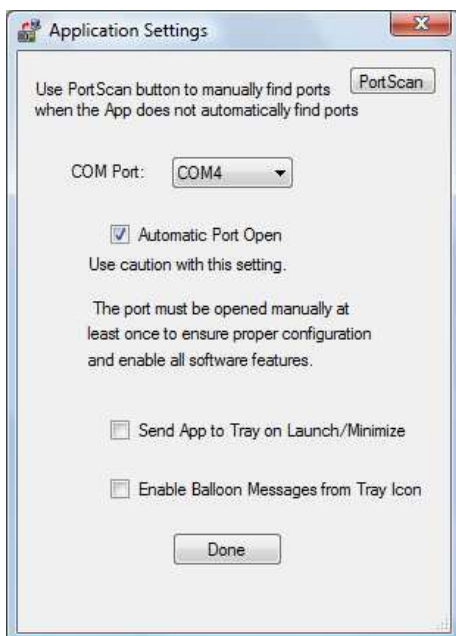 Application Settings
Use PortScan button to manually find ports
when the App does not automatically find ports
PortScan
COM Port: COM4
Automatic Port Open
Use caution with this setting.
The port must be opened manually at
least once to ensure proper configuration
and enable all software features.
Send App to Tray on Launch/Minimize
Enable Balloon Messages from Tray Icon
Done